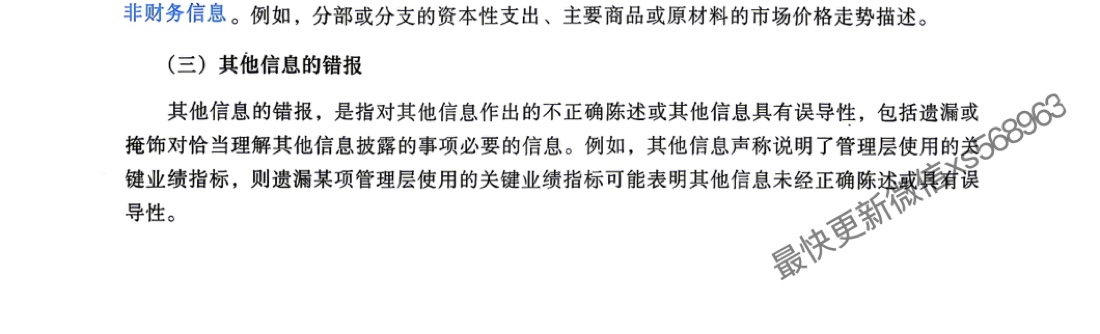 非财务信息。例如，分部或分支的资本性支出、主要商品或原材料的市场价格走势描述。
（三）其他信息的错报
其他信息的错报，是指对其他信息作出的不正确陈述或其他信息具有误导性，包括遗漏或
掩饰对恰当理解其他信息披露的事项必要的信息。例如，其他信息声称说明了管理层使用的关
键业绩指标，则遗漏某项管理层使用的关键业绩指标可能表明其他信息未经正确陈述或具有误
导性。
最快更新微信xs568963